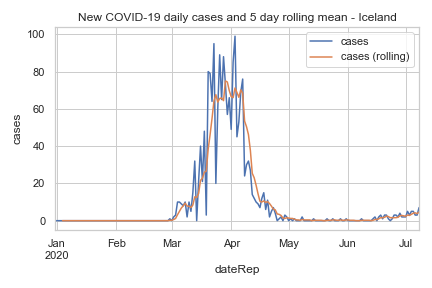 New COVID-19 daily cases and 5 day rolling mean - Iceland
cases
cases (rolling)
100
80
60
40
20
0
cases
Jan Feb Mar Apr May Jun Jul
2020
dateRep